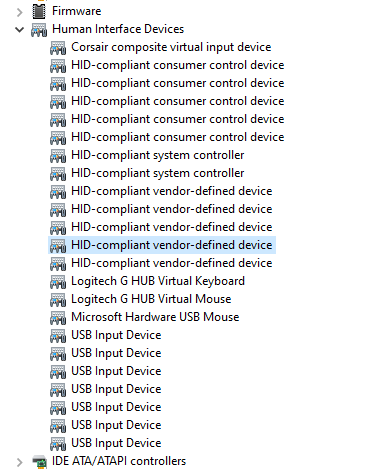 Firmware
Human Interface Devices
Corsair composite virtual input device
HID-compliant consumer control device
HID-compliant consumer control device
HID-compliant consumer control device
HID-compliant consumer control device
HID-compliant consumer control device
HID-compliant system controller
HID-compliant system controller
HID-compliant vendor-defined device
HID-compliant vendor-defined device
HID-compliant vendor-defined device
HID-compliant vendor-defined device
HID-compliant vendor-defined device
Logitech G HUB Virtual Keyboard
Logitech G HUB Virtual Mouse
Microsoft Hardware USB Mouse
USB Input Device
USB Input Device
USB Input Device
USB Input Device
USB Input Device
USB Input Device
USB Input Device
IDE ATA/ATAPI controllers